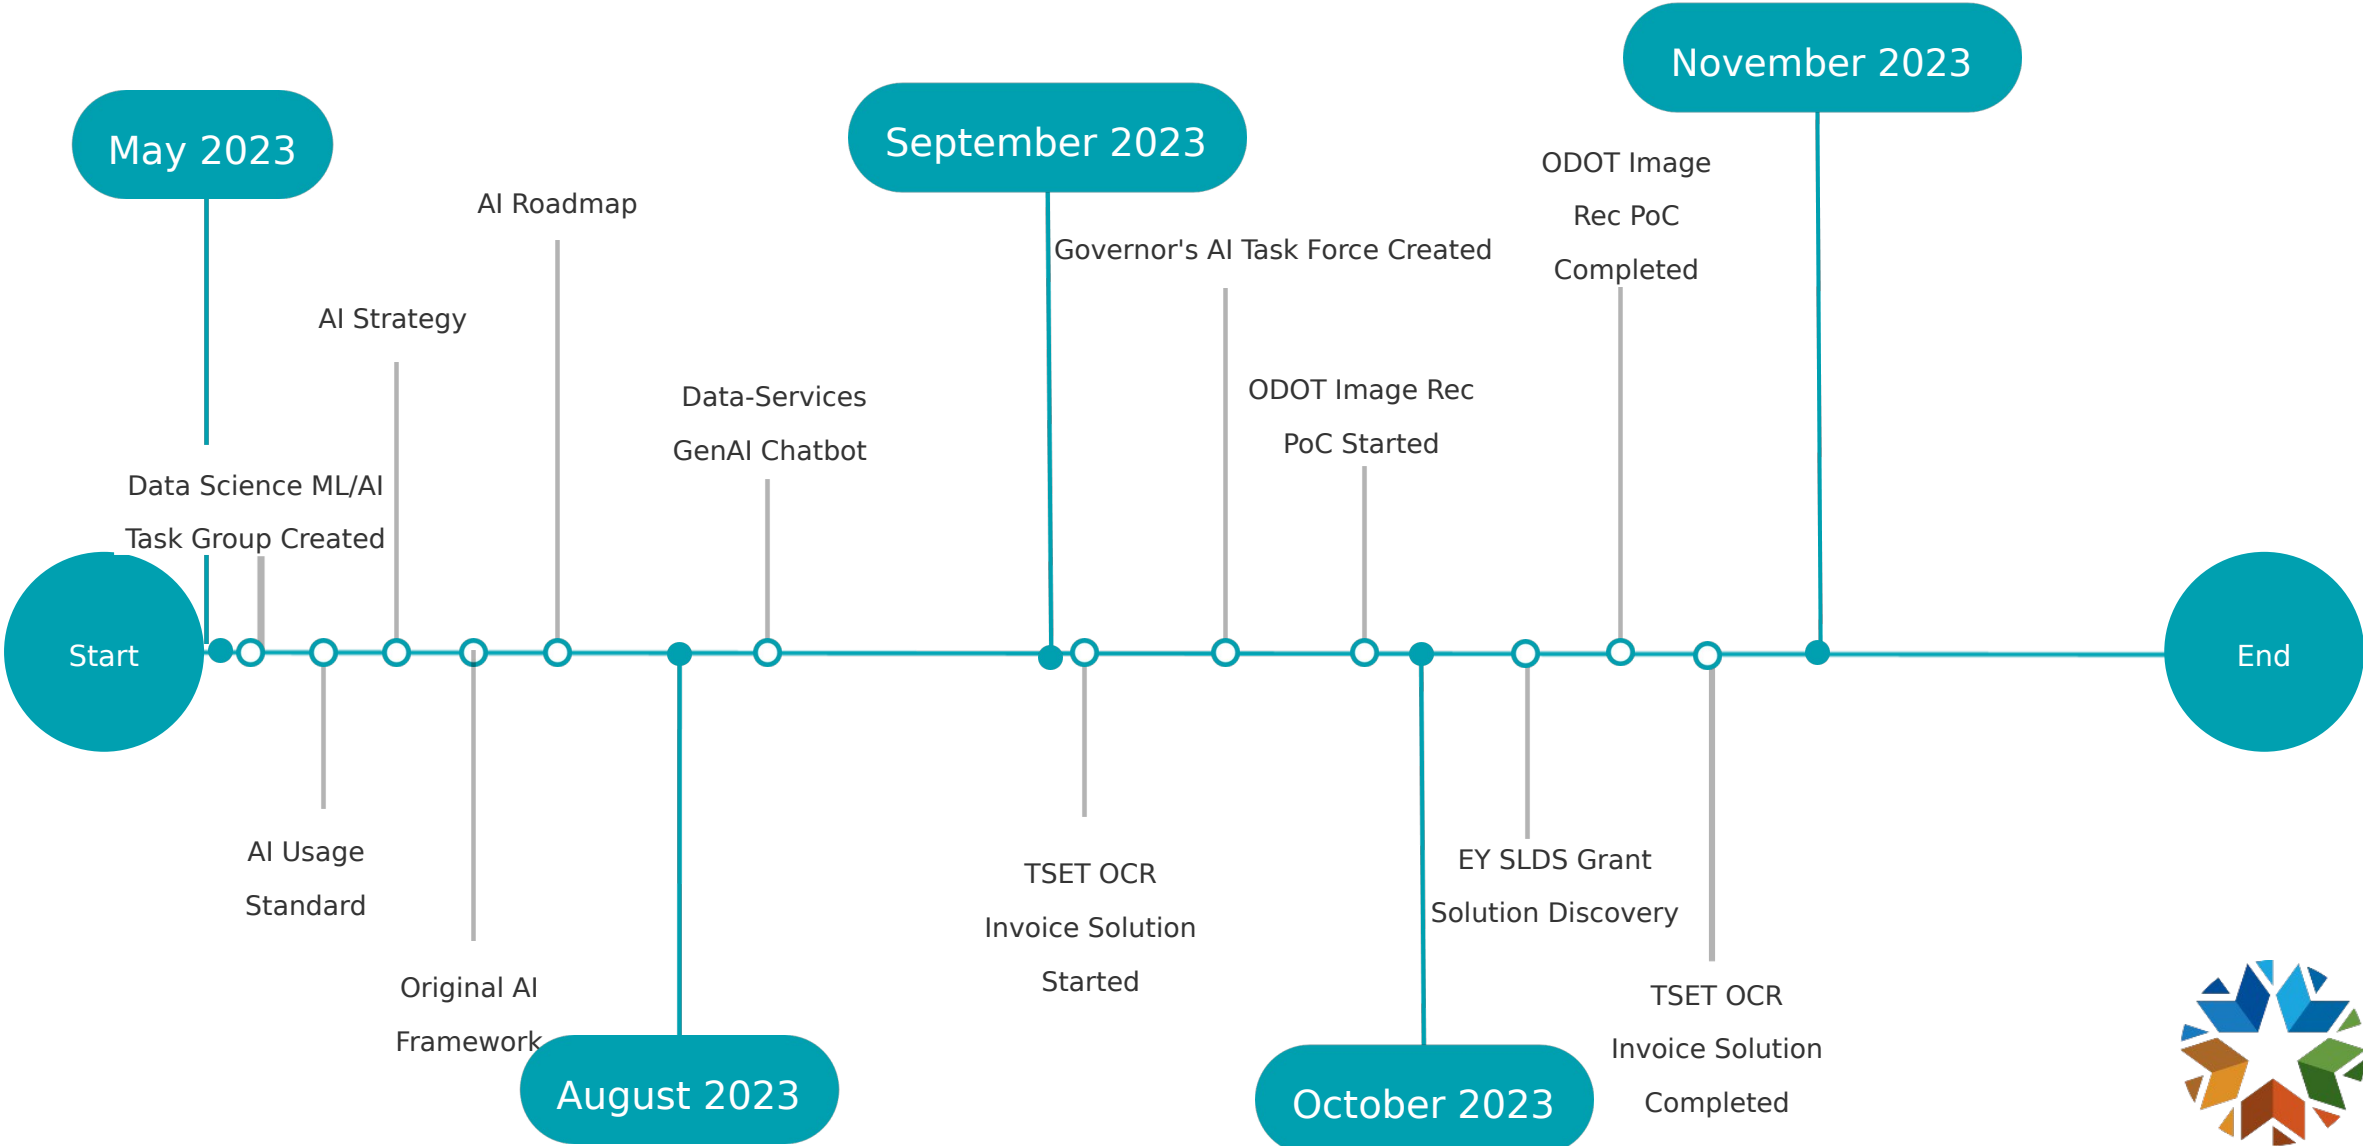 May 2023
September 2023
November 2023
AI Roadmap
AI Strategy
Data Science ML/AI
Task Group Created
Data-Services
GenAI Chatbot
Governor's AI Task Force Created
ODOT Image Rec
PoC Started
ODOT Image
Rec PoC
Completed
Start
End
AI Usage
Standard
Original AI
Framework
August 2023
TSET OCR
Invoice Solution
Started
October 2023
EY SLDS Grant
Solution Discovery
TSET OCR
Invoice Solution
Completed